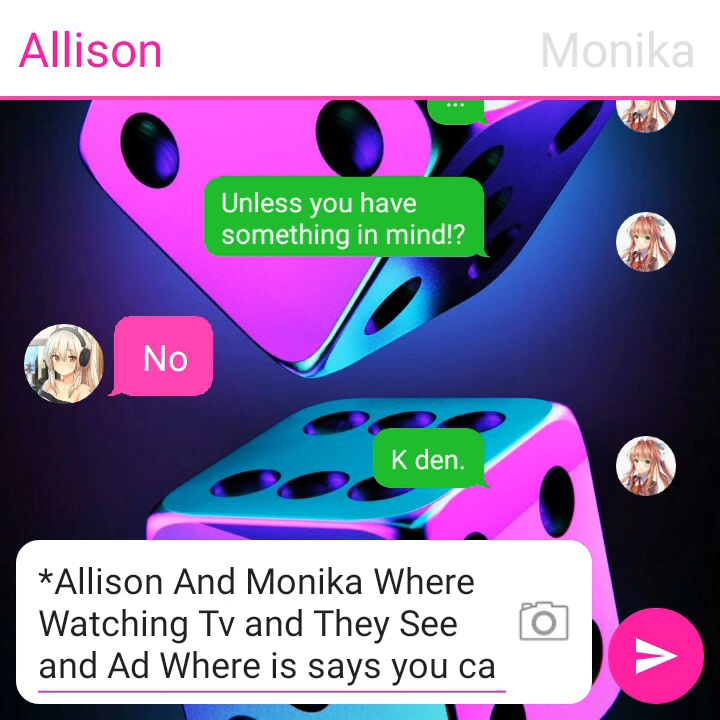 Allison
Monika
...
Unless you have
something in mind!?
No
K den.
*Allison And Monika Where
Watching Tv and They See
and Ad Where is says you ca